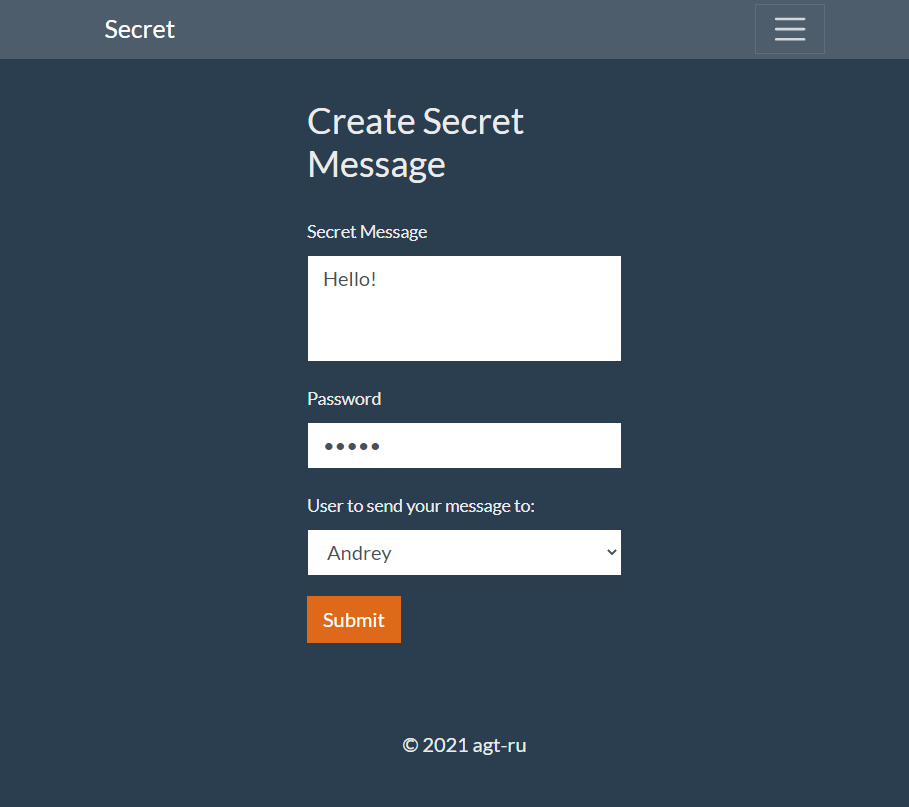 Secret
Create Secret
Message
Secret Message
Hello!
Password
•••••
User to send your message to:
Andrey
Submit
© 2021 agt-ru